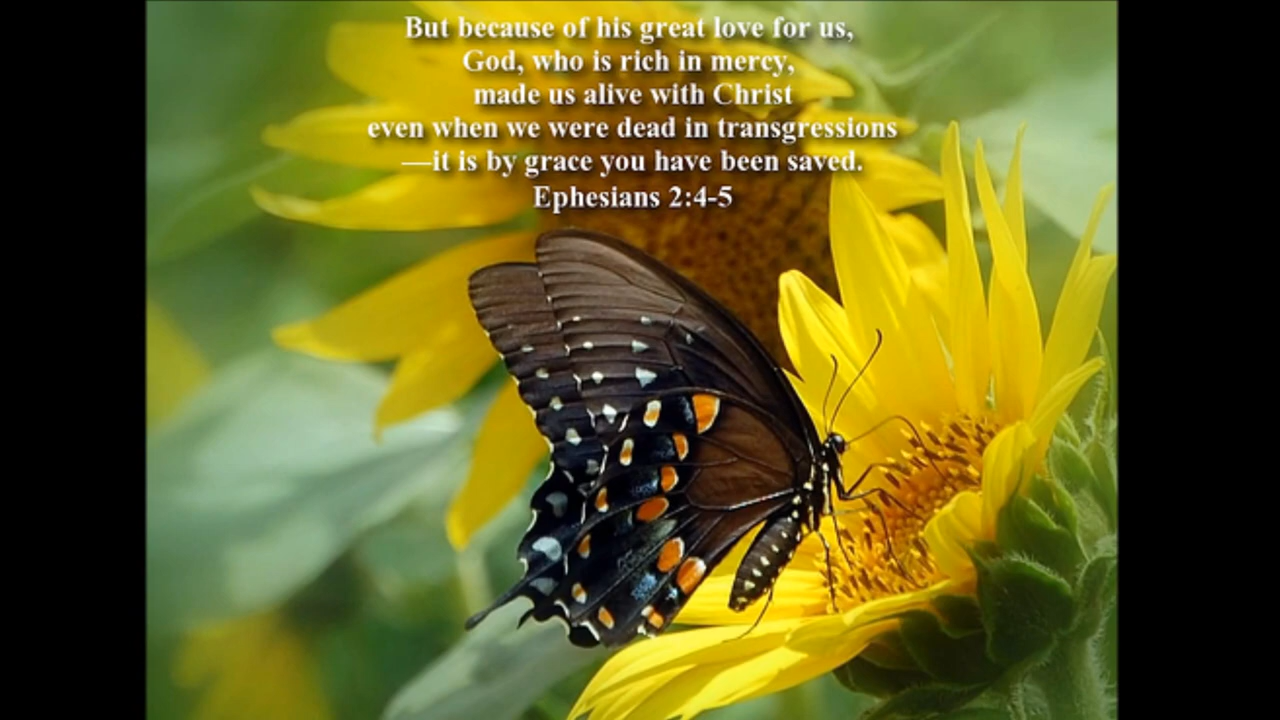 But because of his great love for us,
God, who is rich in mercy,
made us alive with Christ
even when we were dead in transgressions
—it is by grace you have been saved.
Ephesians 2:4-5